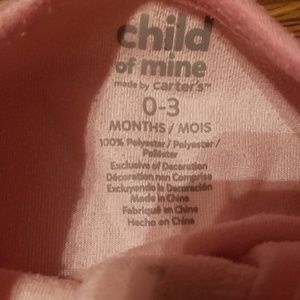 child
of mine
made by carter's™
0-3
MONTHS / MOIS
100% Polyester / Polyester /
Poliéster
Exclusive of Decoration
Décoration non Comprise
Excluyendo la Decoración
Made in China
Fabriqué en Chine
Hecho en China